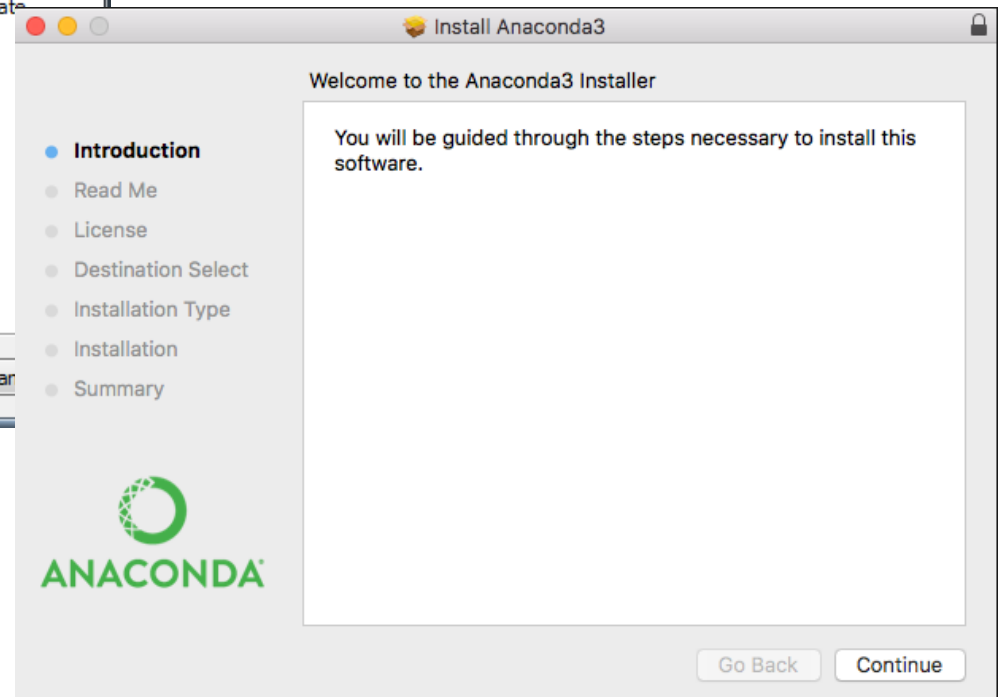 Install Anaconda3
Welcome to the Anaconda3 Installer
You will be guided through the steps necessary to install this
software.
Introduction
Read Me
License
Destination Select
Installation Type
Installation
Summary
ANACONDA
Go Back
Continue